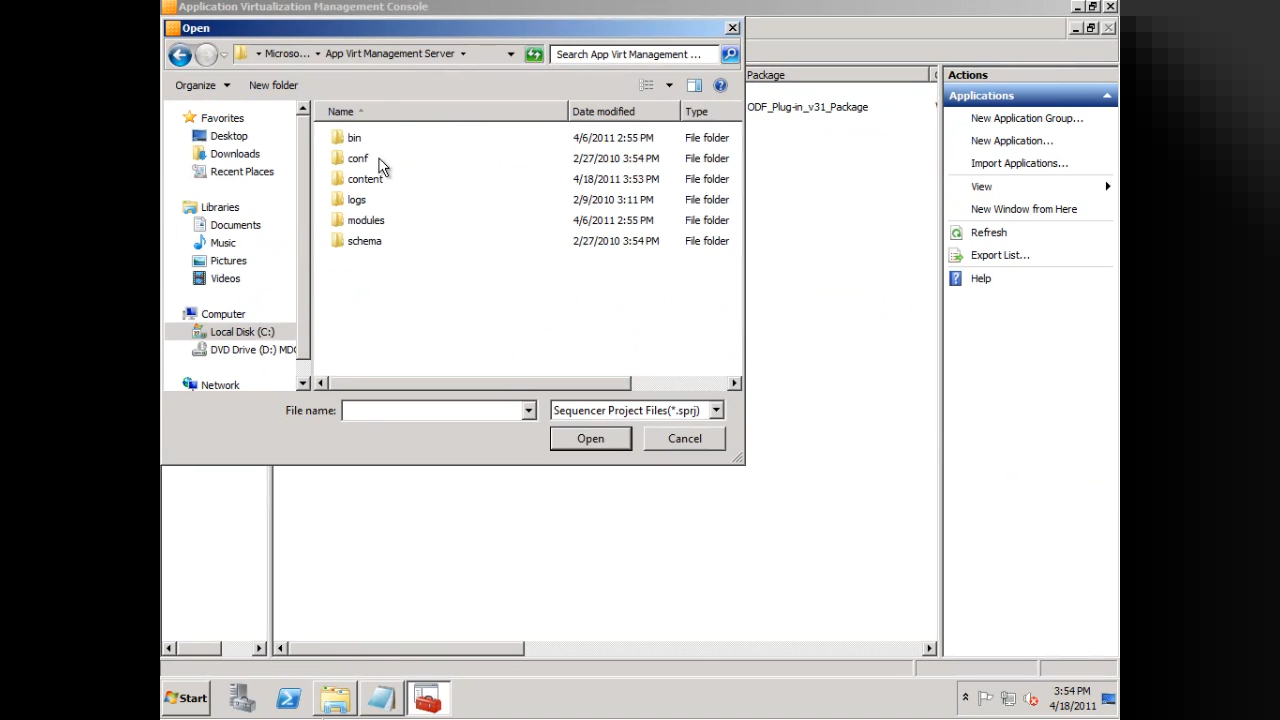 Application Virtualization Management Console
Open
Microso... App Virt Management Server
Search App Virt Management ...
Organize New folder
Name Date modified Type
Favorites
Desktop
Downloads
Recent Places
Libraries
Documents
Music
Pictures
Videos
Computer
Local Disk (C:)
DVD Drive (D:) MDO
Network
bin 4/6/2011 2:55 PM File folder
conf 2/27/2010 3:54 PM File folder
content 4/18/2011 3:53 PM File folder
logs 2/9/2010 3:11 PM File folder
modules 4/6/2011 2:55 PM File folder
schema 2/27/2010 3:54 PM File folder
File name:
Sequencer Project Files(*.sprj)
Open Cancel
Package
ODF_Plug-in_v31_Package
Actions
Applications
New Application Group...
New Application...
Import Applications...
View
New Window from Here
Refresh
Export List...
Help
Start
3:54 PM
4/18/2011